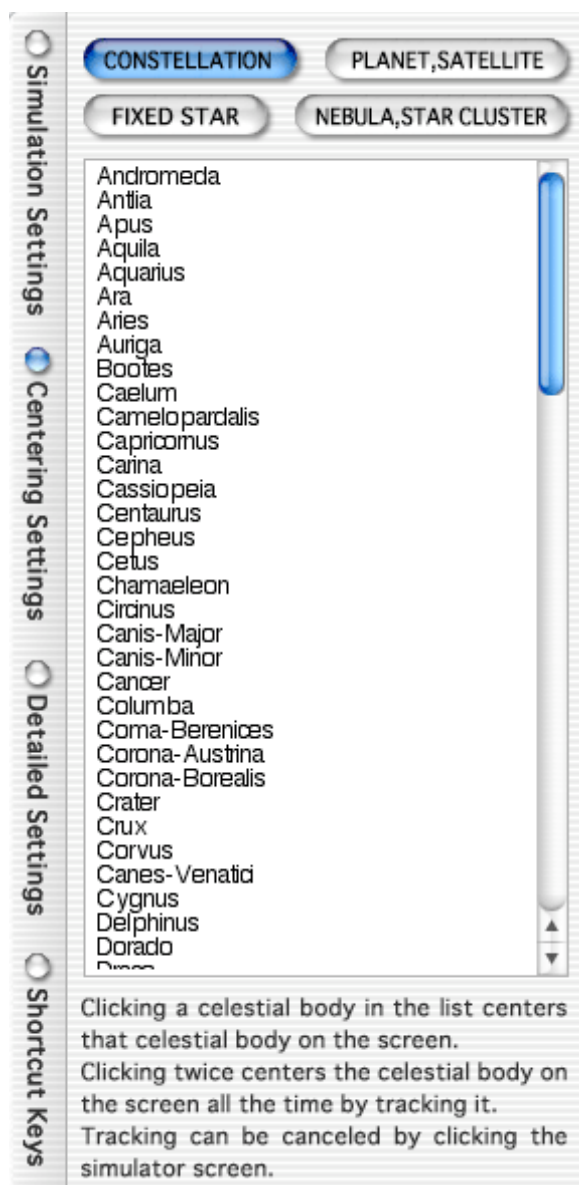 Simulation Settings
Centering Settings
Detailed Settings
Shortcut Keys
CONSTELLATION
PLANET,SATELLITE
FIXED STAR
NEBULA,STAR CLUSTER
Andromeda
Antlia
Apus
Aquila
Aquarius
Ara
Aries
Auriga
Bootes
Caelum
Camelopardalis
Capricornus
Carina
Cassiopeia
Centaurus
Cepheus
Cetus
Chamaeleon
Circinus
Canis-Major
Canis-Minor
Cancer
Columba
Coma-Berenices
Corona-Austrina
Corona-Borealis
Crater
Crux
Corvus
Canes-Venatici
Cygnus
Delphinus
Dorado
Clicking a celestial body in the list centers
that celestial body on the screen.
Clicking twice centers the celestial body on
the screen all the time by tracking it.
Tracking can be canceled by clicking the
simulator screen.